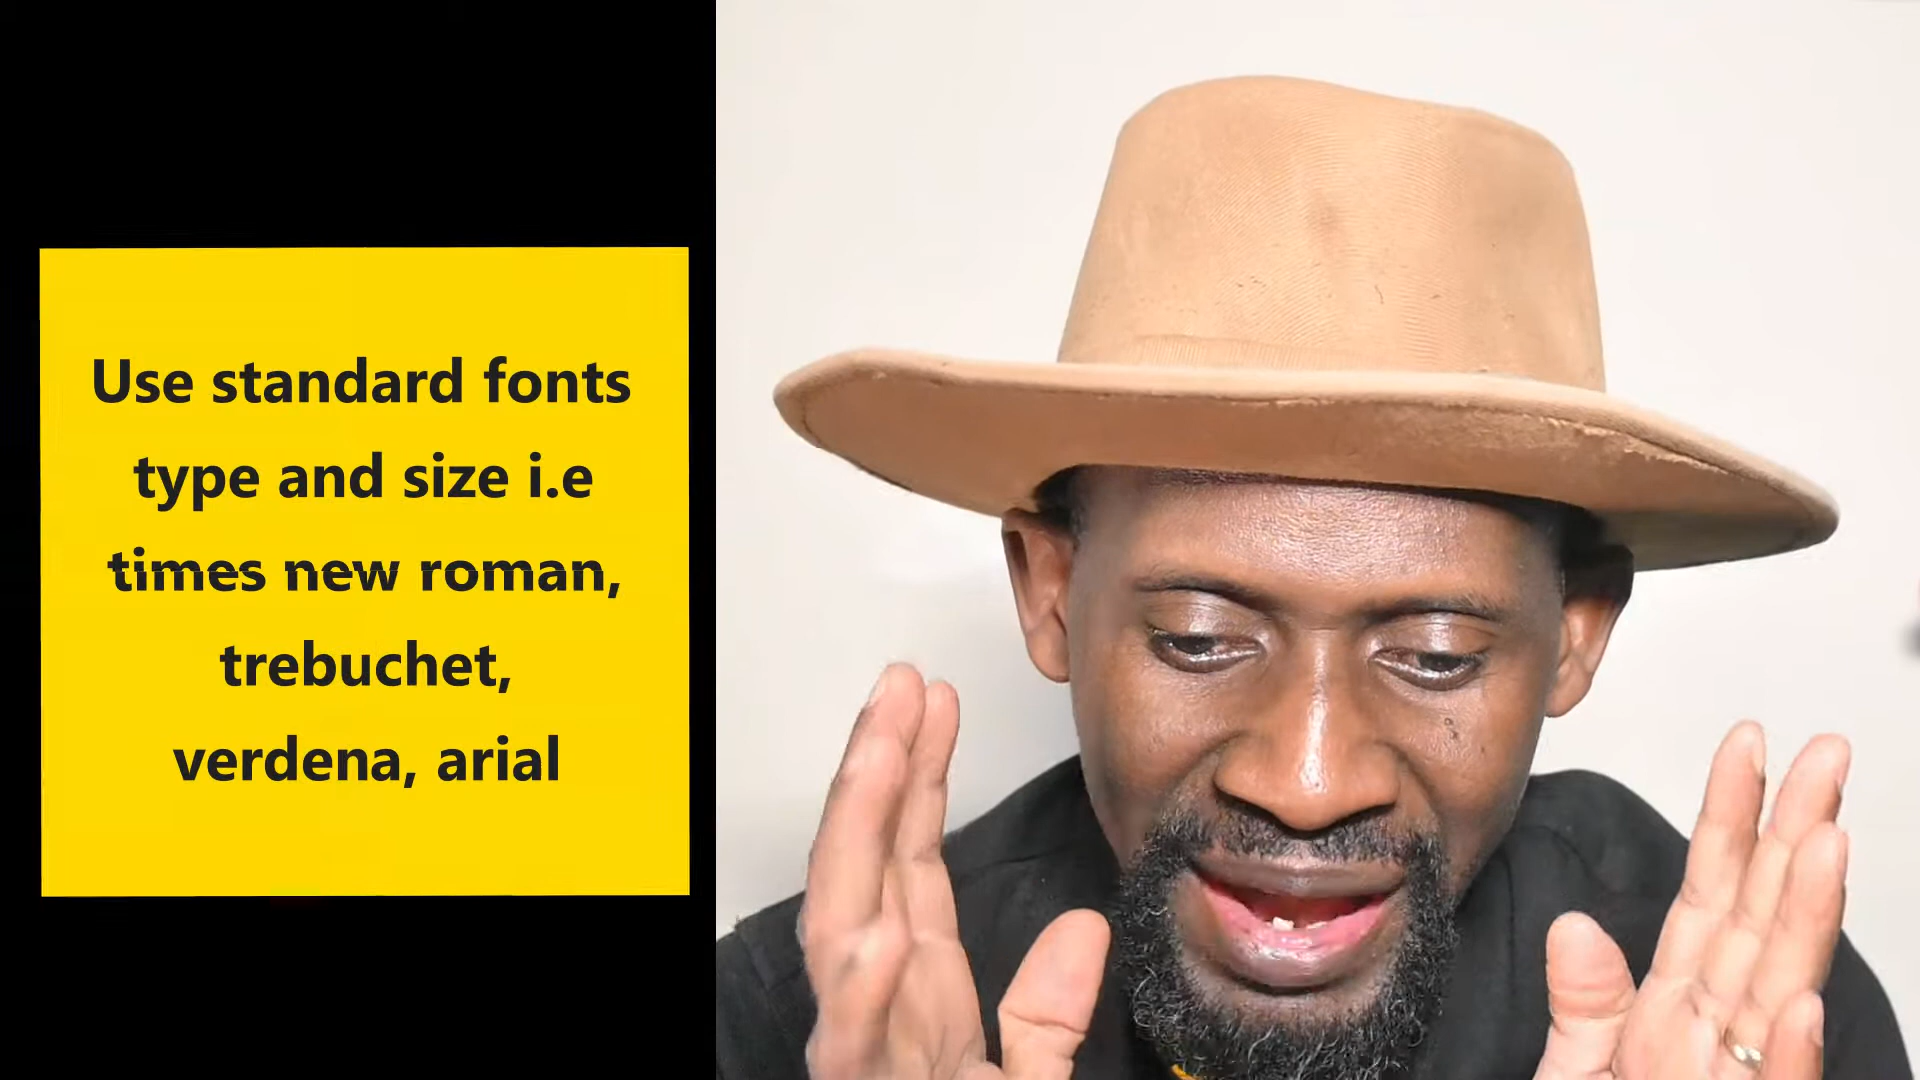 Use standard fonts
type and size i.e
times new roman,
trebuchet,
verdena, arial